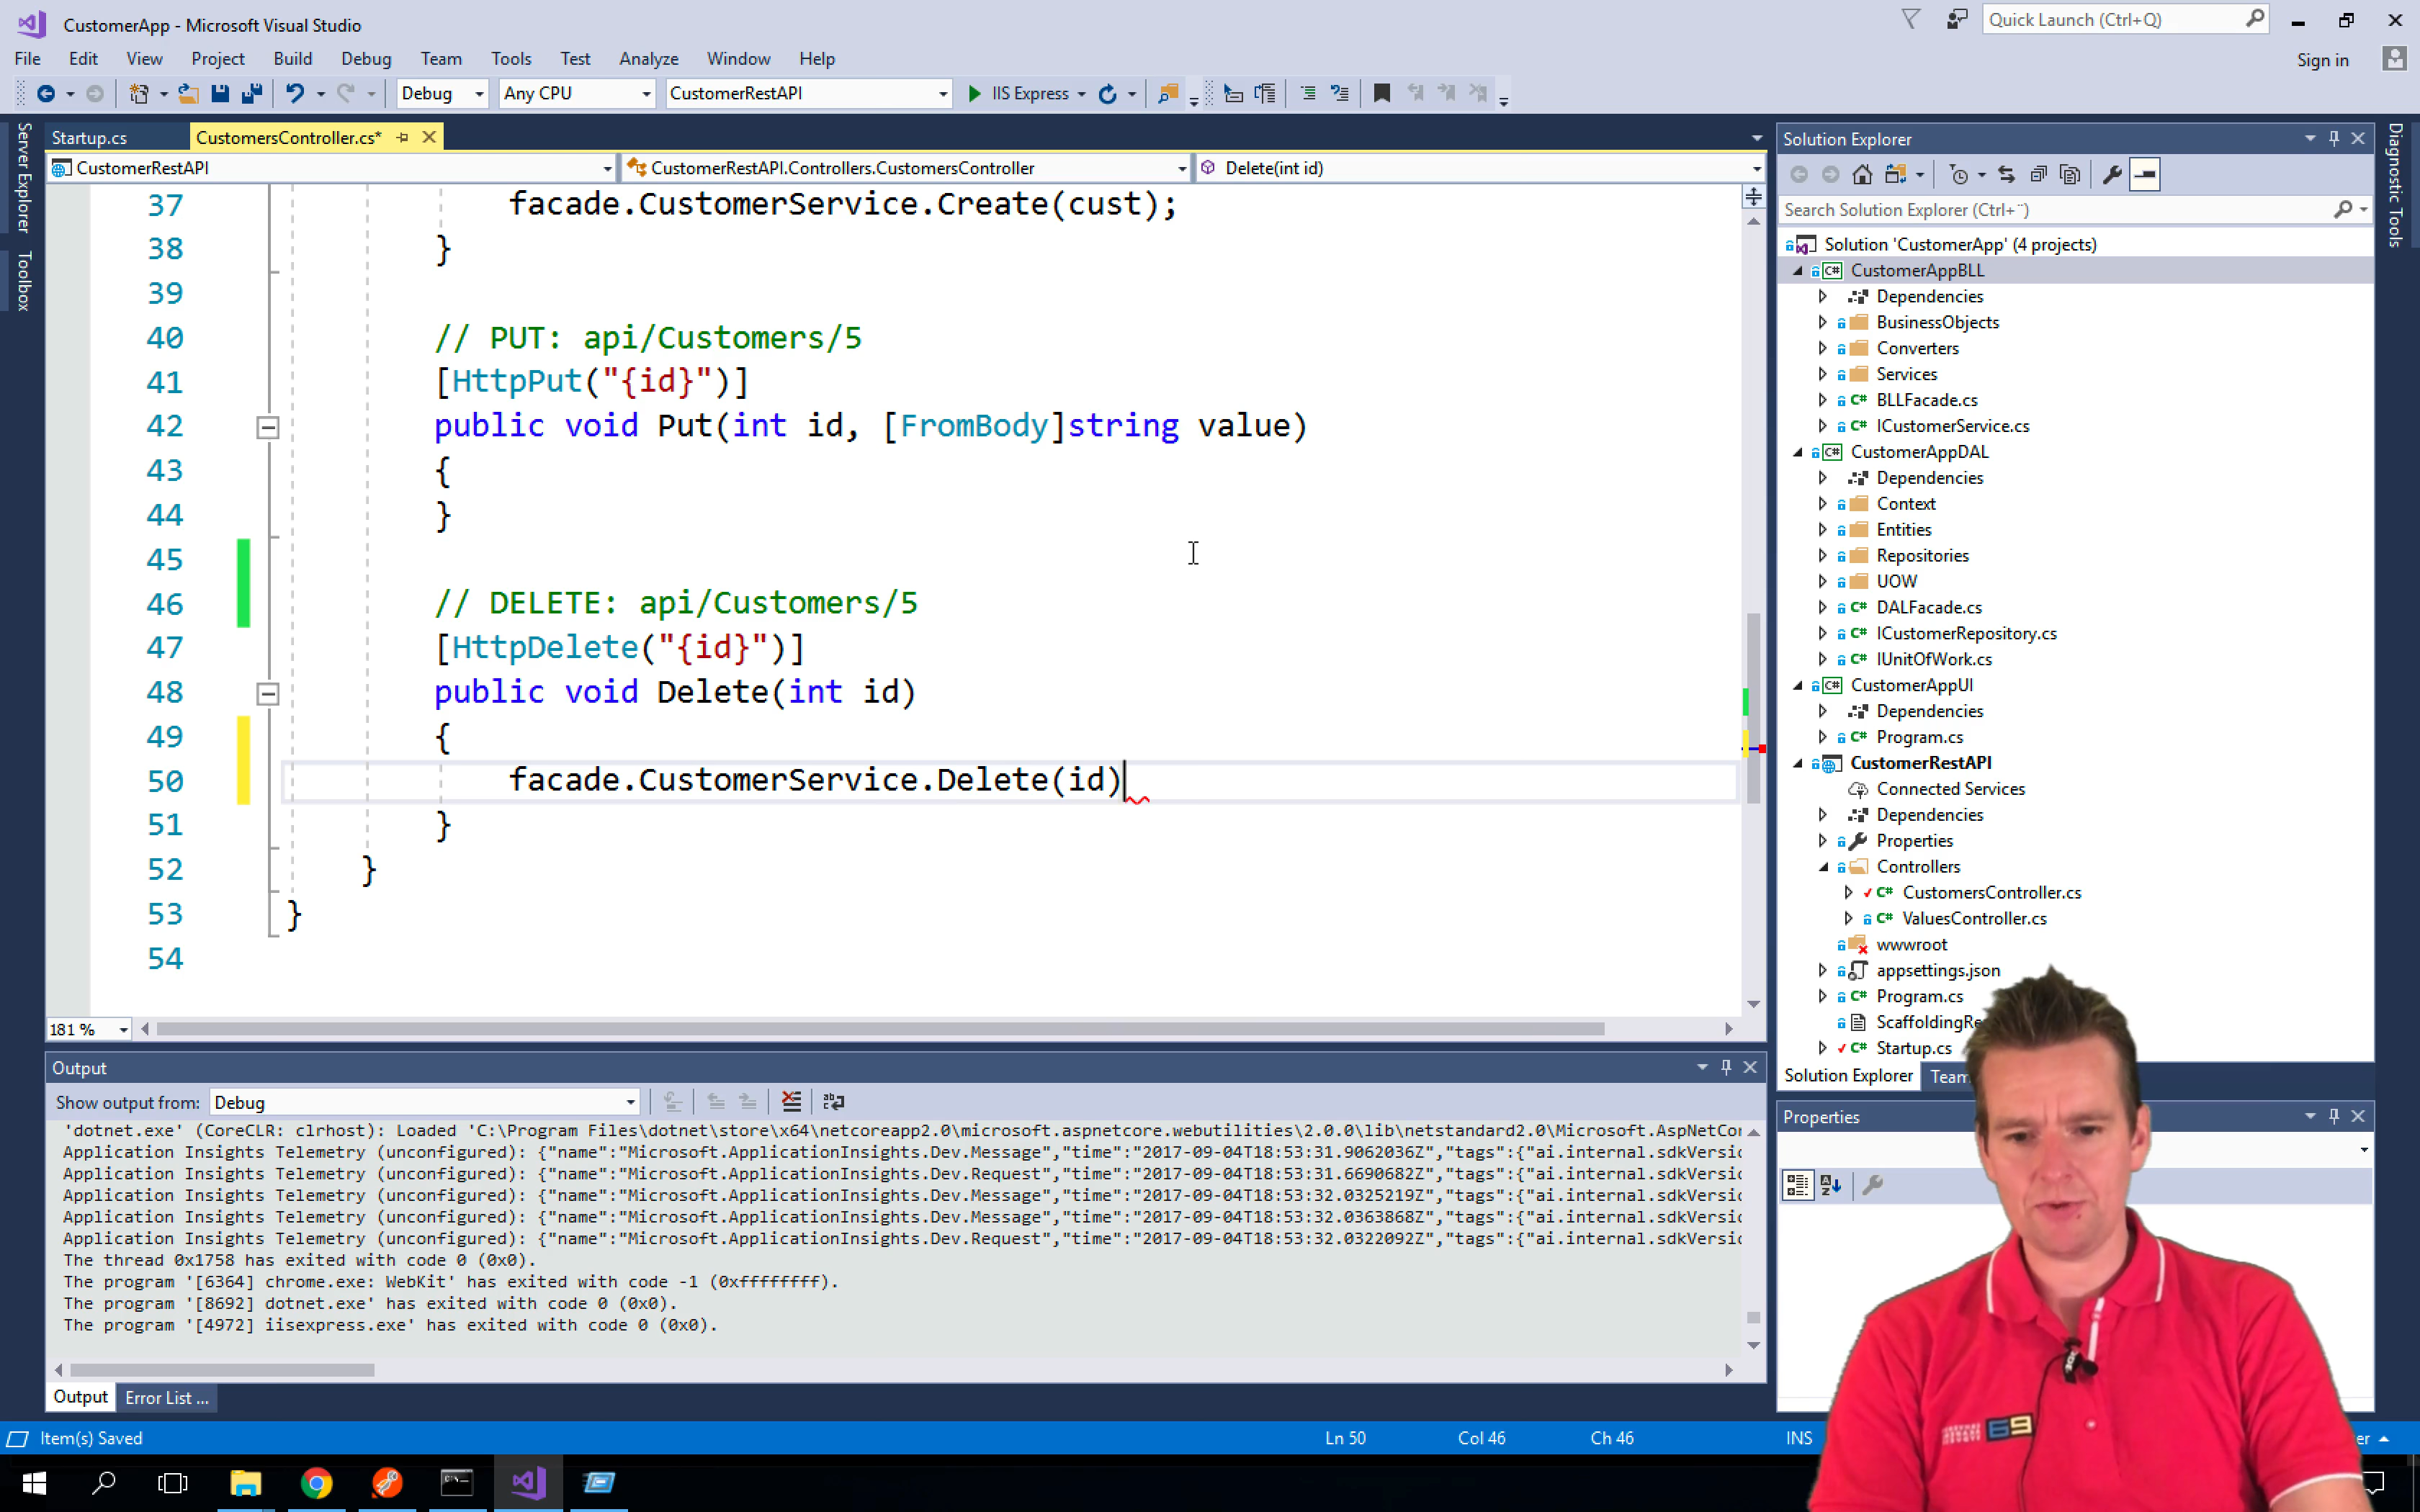 CustomerApp - Microsoft Visual Studio
Quick Launch (Ctrl+Q)
File Edit View Project Build Debug Team Tools Test Analyze Window Help
Sign in
Debug Any CPU CustomerRestAPI IIS Express
Server Explorer
Toolbox
Startup.cs CustomersController.cs*
CustomerRestAPI CustomerRestAPI.Controllers.CustomersController Delete(int id)
37 facade.CustomerService.Create(cust);
38 }
39
40 // PUT: api/Customers/5
41 [HttpPut("{id}")]
42 public void Put(int id, [FromBody]string value)
43 {
44 }
45
46 // DELETE: api/Customers/5
47 [HttpDelete("{id}")]
48 public void Delete(int id)
49 {
50 facade.CustomerService.Delete(id)
51 }
52 }
53 }
54
181 %
Output
Show output from: Debug
'dotnet.exe' (CoreCLR: clrhost): Loaded 'C:\Program Files\dotnet\store\x64\netcoreapp2.0\microsoft.aspnetcore.webutilities\2.0.0\lib\netstandard2.0\Microsoft.AspNetCor
Application Insights Telemetry (unconfigured): {"name":"Microsoft.ApplicationInsights.Dev.Message","time":"2017-09-04T18:53:31.9062036Z","tags":{"ai.internal.sdkVersio
Application Insights Telemetry (unconfigured): {"name":"Microsoft.ApplicationInsights.Dev.Request","time":"2017-09-04T18:53:31.6690682Z","tags":{"ai.internal.sdkVersio
Application Insights Telemetry (unconfigured): {"name":"Microsoft.ApplicationInsights.Dev.Message","time":"2017-09-04T18:53:32.0325219Z","tags":{"ai.internal.sdkVersio
Application Insights Telemetry (unconfigured): {"name":"Microsoft.ApplicationInsights.Dev.Message","time":"2017-09-04T18:53:32.0363868Z","tags":{"ai.internal.sdkVersio
Application Insights Telemetry (unconfigured): {"name":"Microsoft.ApplicationInsights.Dev.Request","time":"2017-09-04T18:53:32.0322092Z","tags":{"ai.internal.sdkVersio
The thread 0x1758 has exited with code 0 (0x0).
The program '[6364] chrome.exe: WebKit' has exited with code -1 (0xffffffff).
The program '[8692] dotnet.exe' has exited with code 0 (0x0).
The program '[4972] iisexpress.exe' has exited with code 0 (0x0).
Output Error List ...
Item(s) Saved Ln 50 Col 46 Ch 46 INS
Solution Explorer
Search Solution Explorer (Ctrl+¨)
Solution 'CustomerApp' (4 projects)
CustomerAppBLL
Dependencies
BusinessObjects
Converters
Services
BLLFacade.cs
ICustomerService.cs
CustomerAppDAL
Dependencies
Context
Entities
Repositories
UOW
DALFacade.cs
ICustomerRepository.cs
IUnitOfWork.cs
CustomerAppUI
Dependencies
Program.cs
CustomerRestAPI
Connected Services
Dependencies
Properties
Controllers
CustomersController.cs
ValuesController.cs
wwwroot
appsettings.json
Program.cs
ScaffoldingRe
Startup.cs
Solution Explorer Team
Properties
Diagnostic Tools
69